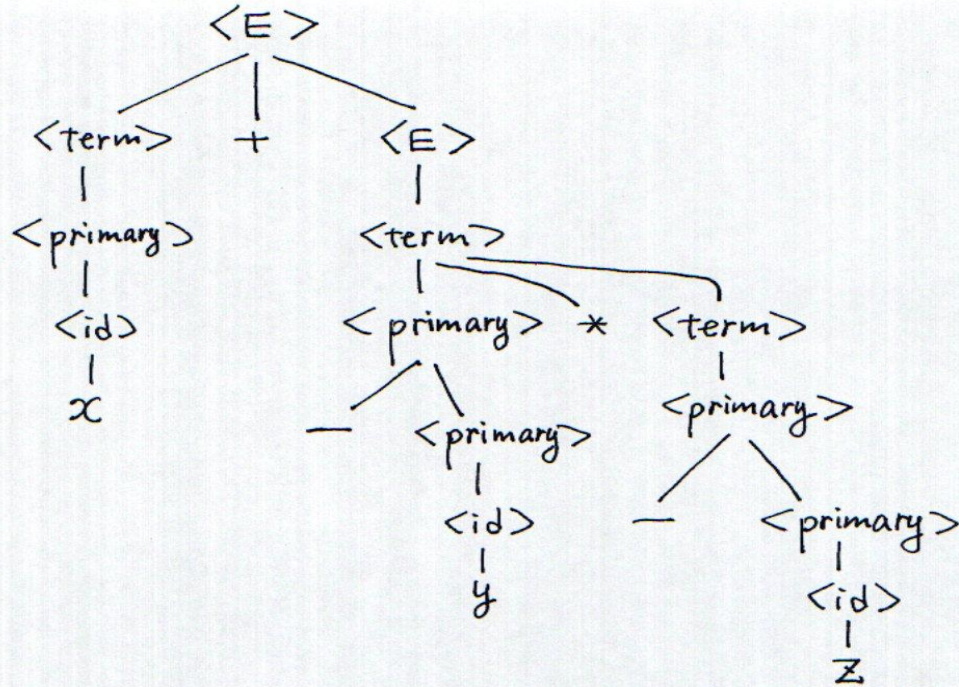 <E>
<term> + <E>
<primary> <term>
<id> <primary> * <term>
x — <primary> <primary>
<id> — <primary>
y <id>
z